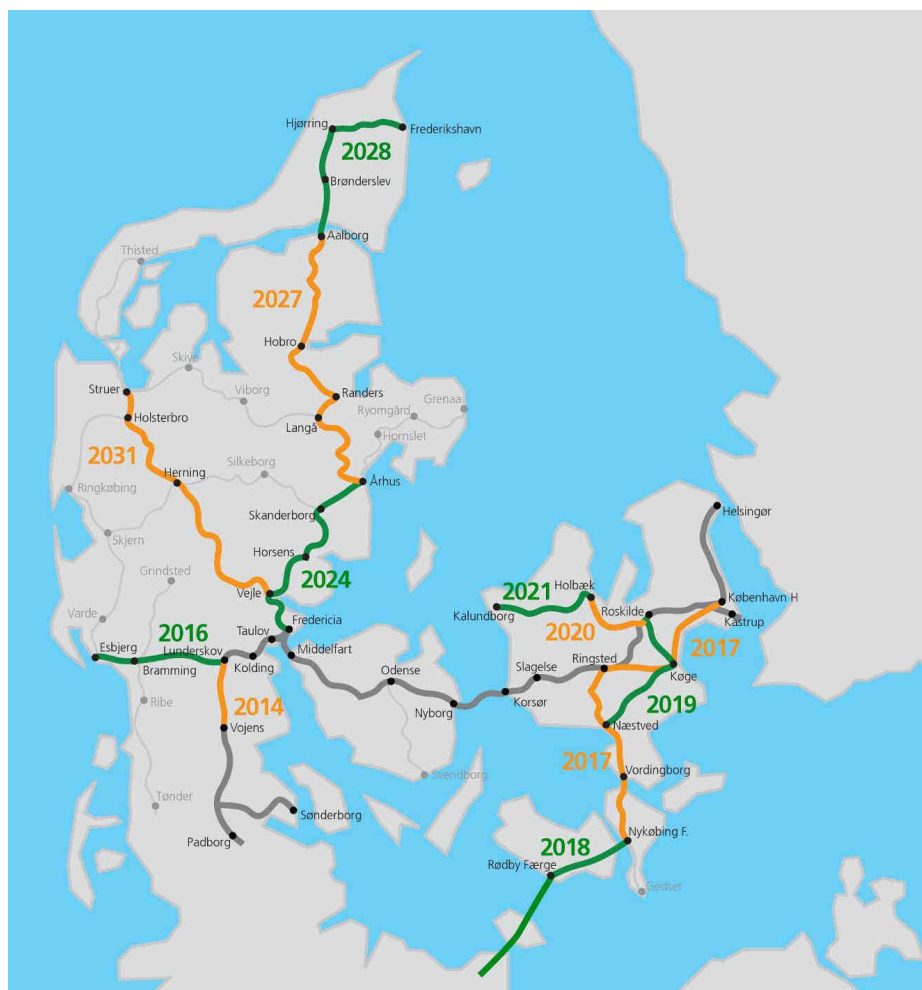 Hjørring
Frederikshavn
2028
Brønderslev
Aalborg
Thisted
2027
Hobro
Skive
Struer
Viborg
Randers
Grenaa
Ryomgård
Holsterbro
Langå
Hornslet
2031
Herning
Silkeborg
Århus
Ringkøbing
Skanderborg
Helsingør
Skjern
Horsens
Grindsted
2024
Vejle
2021
Holbæk
København H
Kalundborg
Roskilde
Kastrup
Varde
Fredericia
2016
Taulov
2020
2017
Esbjerg
Lunderskov
Middelfart
Bramming
Kolding
Slagelse
Ringsted
Køge
Odense
Ribe
2014
Nyborg
Korsør
2019
Vojens
Næstved
2017
Vordingborg
Svendborg
Tønder
Sønderborg
Padborg
Nykøbing F.
2018
Rødby Færge
Gedser